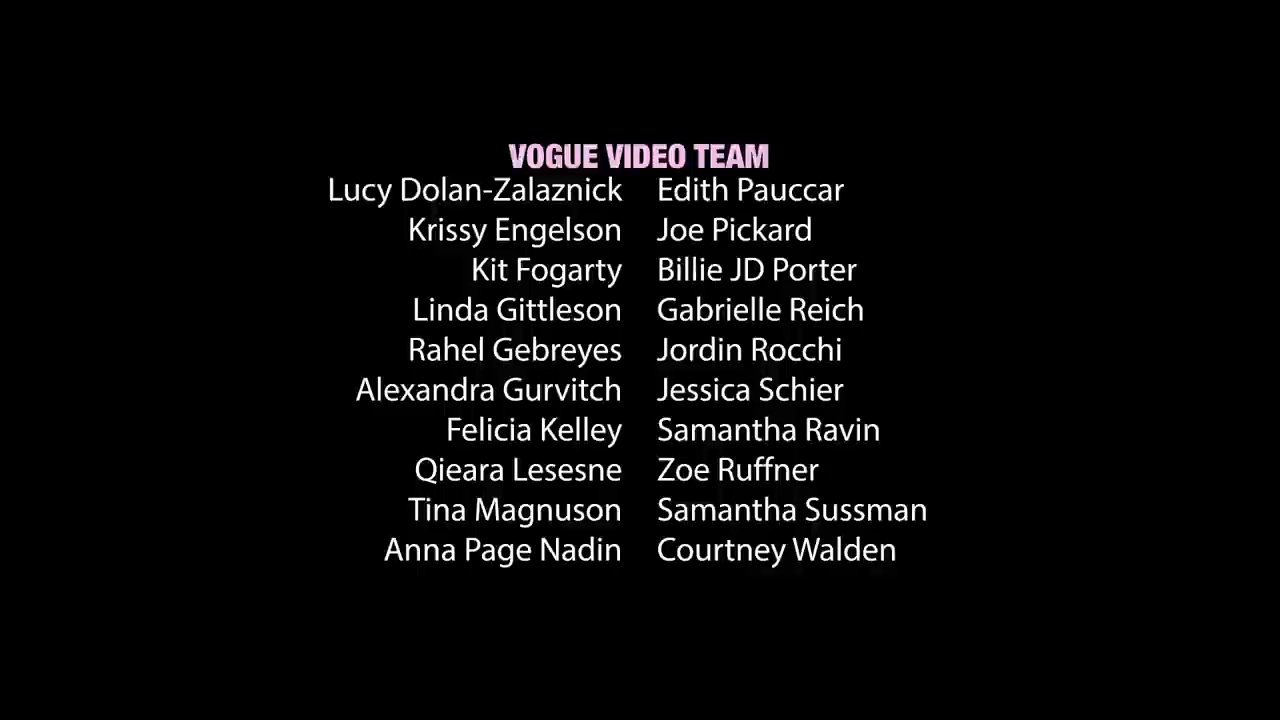 VOGUE VIDEO TEAM
Lucy Dolan-Zalaznick Edith Pauccar
Krissy Engelson Joe Pickard
Kit Fogarty Billie JD Porter
Linda Gittleson Gabrielle Reich
Rahel Gebreyes Jordin Rocchi
Alexandra Gurvitch Jessica Schier
Felicia Kelley Samantha Ravin
Qieara Lesesne Zoe Ruffner
Tina Magnuson Samantha Sussman
Anna Page Nadin Courtney Walden